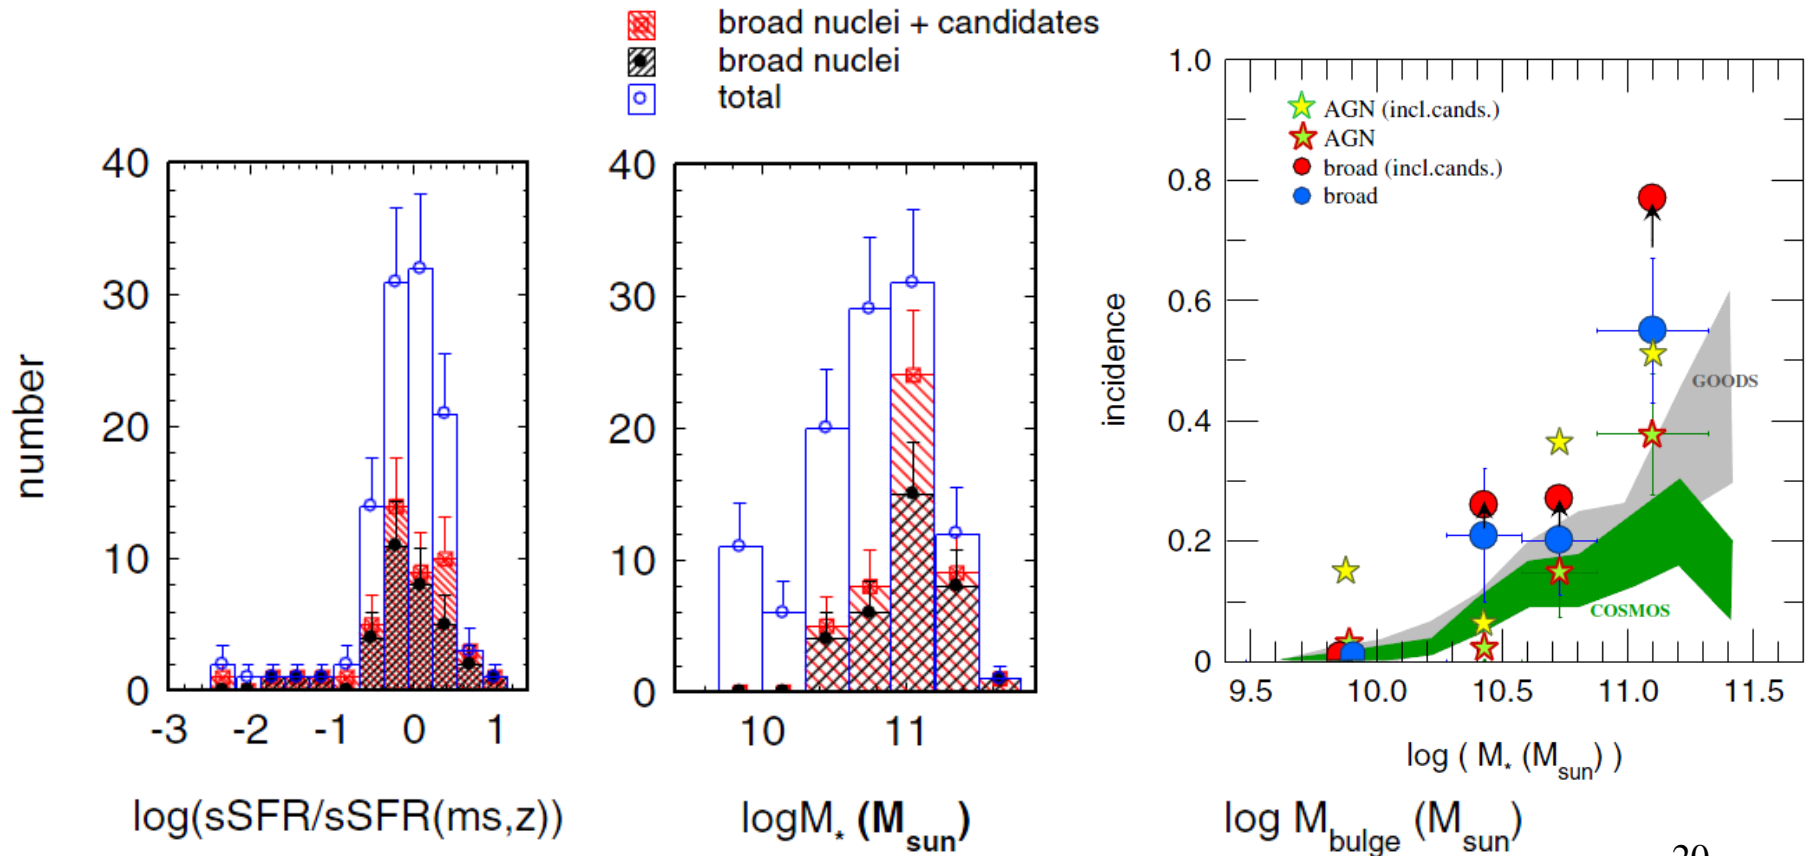 broad nuclei + candidates
broad nuclei
total
number
40
30
20
10
0
-3 -2 -1 0 1
log(sSFR/sSFR(ms,z))
40
30
20
10
0
10 11
logM* (Msun)
incidence
1.0
0.8
0.6
0.4
0.2
0
AGN (incl.cands.)
AGN
broad (incl.cands.)
broad
GOODS
COSMOS
9.5 10.0 10.5 11.0 11.5
log ( M* (Msun) )
log Mbulge (Msun)